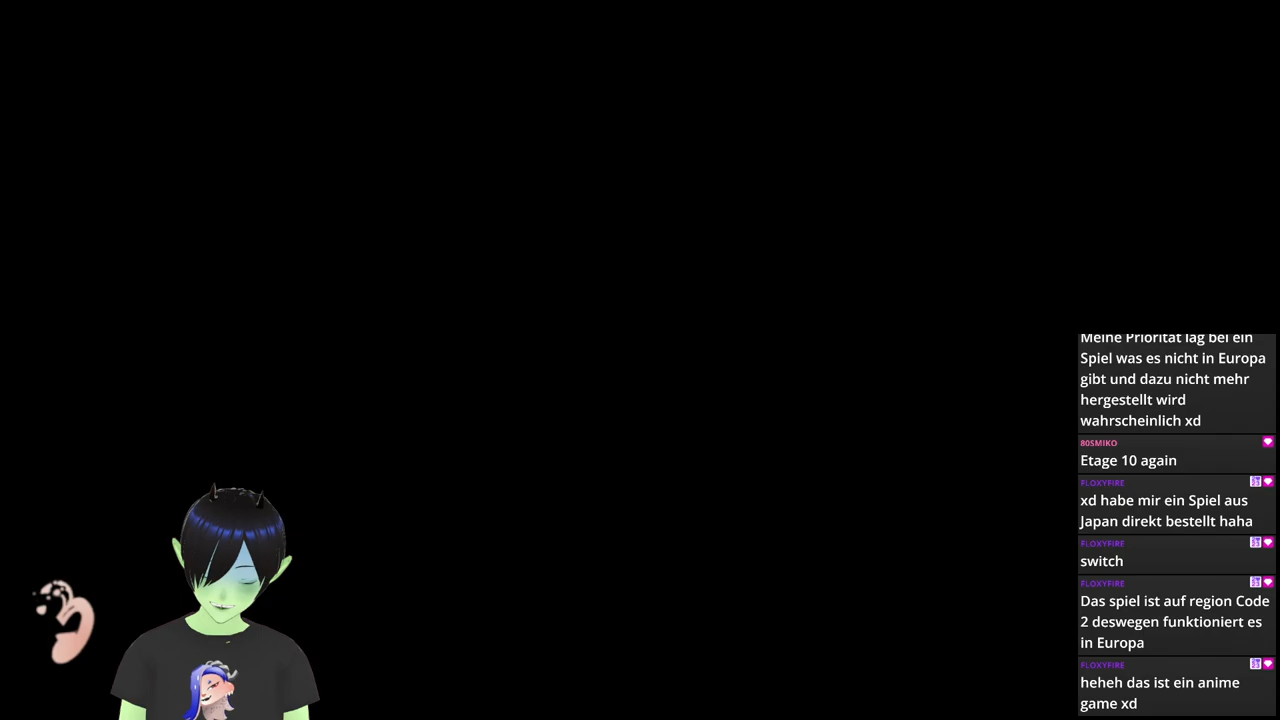 Meine Priorität lag bei ein
Spiel was es nicht in Europa
gibt und dazu nicht mehr
hergestellt wird
wahrscheinlich xd
80SMIKO
Etage 10 again
FLOXYFIRE
xd habe mir ein Spiel aus
Japan direkt bestellt haha
FLOXYFIRE
switch
FLOXYFIRE
Das spiel ist auf region Code
2 deswegen funktioniert es
in Europa
FLOXYFIRE
heheh das ist ein anime
game xd